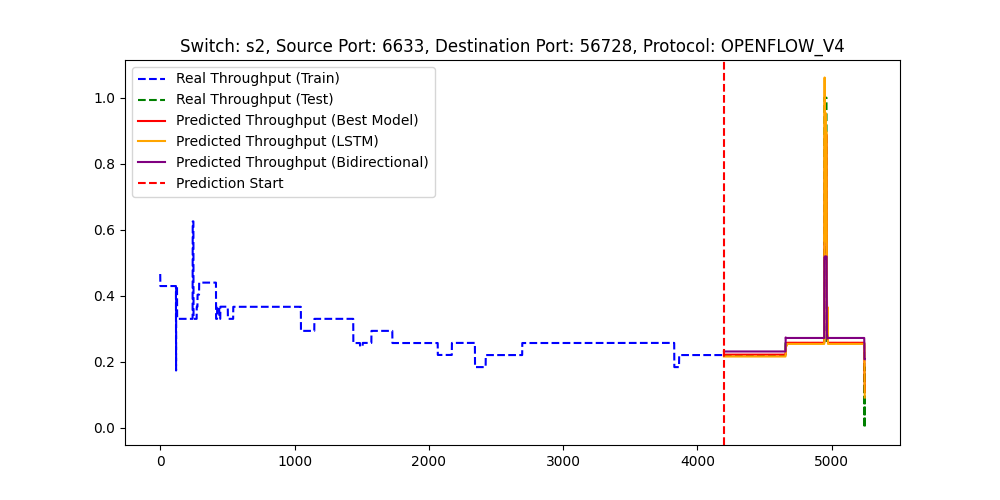 Switch: s2, Source Port: 6633, Destination Port: 56728, Protocol: OPENFLOW_V4
Real Throughput (Train)
Real Throughput (Test)
Predicted Throughput (Best Model)
Predicted Throughput (LSTM)
Predicted Throughput (Bidirectional)
Prediction Start
1.0
0.8
0.6
0.4
0.2
0.0
0 1000 2000 3000 4000 5000